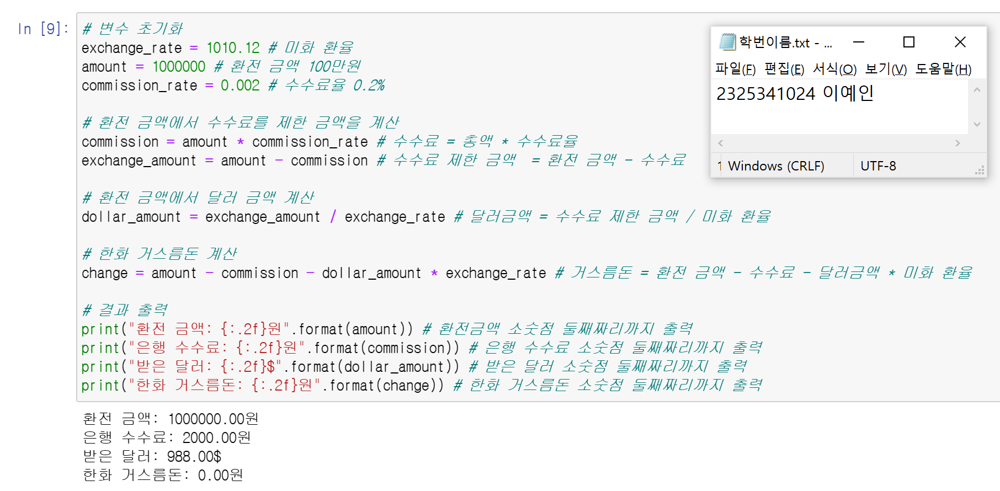 In [9]:
# 변수 초기화
exchange_rate = 1010.12 # 미화 환율
amount = 1000000 # 환전 금액 100만원
commission_rate = 0.002 # 수수료율 0.2%
# 환전 금액에서 수수료를 제한 금액을 계산
commission = amount * commission_rate # 수수료 = 총액 * 수수료율
exchange_amount = amount - commission # 수수료 제한 금액  = 환전 금액 - 수수료
# 환전 금액에서 달러 금액 계산
dollar_amount = exchange_amount / exchange_rate # 달러금액 = 수수료 제한 금액 / 미화 환율
# 한화 거스름돈 계산
change = amount - commission - dollar_amount * exchange_rate # 거스름돈 = 환전 금액 - 수수료 - 달러금액 * 미화 환율
# 결과 출력
print("환전 금액: {:.2f}원".format(amount)) # 환전금액 소숫점 둘째짜리까지 출력
print("은행 수수료: {:.2f}원".format(commission)) # 은행 수수료 소숫점 둘째짜리까지 출력
print("받은 달러: {:.2f}$".format(dollar_amount)) # 받은 달러 소숫점 둘째짜리까지 출력
print("한화 거스름돈: {:.2f}원".format(change)) # 한화 거스름돈 소숫점 둘째짜리까지 출력
환전 금액: 1000000.00원
은행 수수료: 2000.00원
받은 달러: 988.00$
한화 거스름돈: 0.00원
학번이름.txt - ...
파일(F) 편집(E) 서식(O) 보기(V) 도움말(H)
2325341024 이예인
Windows (CRLF) UTF-8